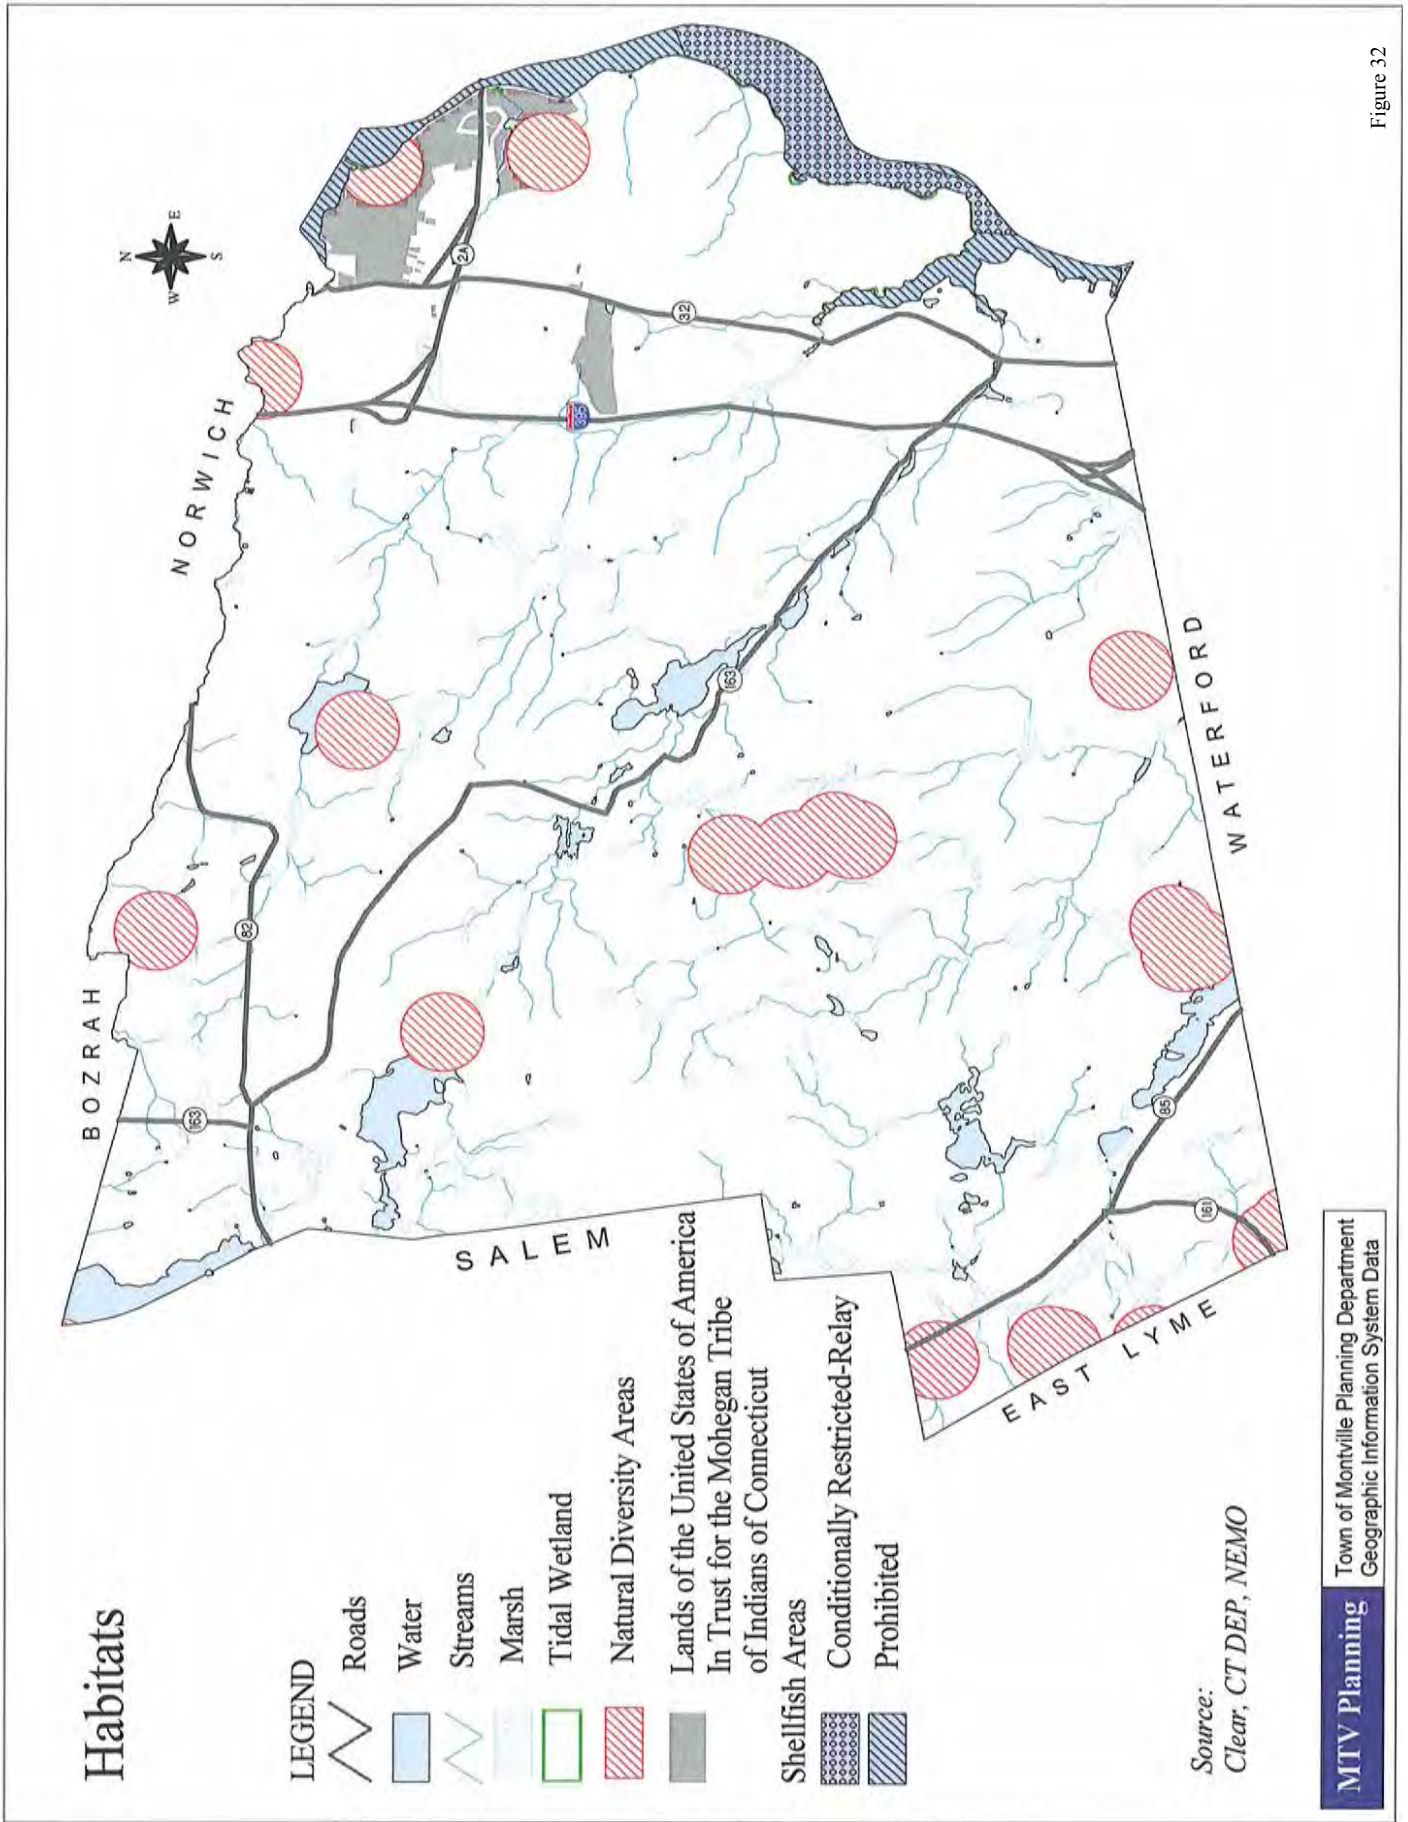 Habitats
LEGEND
Roads
Water
Streams
Marsh
Tidal Wetland
Natural Diversity Areas
Lands of the United States of America
In Trust for the Mohegan Tribe
of Indians of Connecticut
Shellfish Areas
Conditionally Restricted-Relay
Prohibited
Source:
Clear, CT DEP, NEMO
MTV Planning
Town of Montville Planning Department
Geographic Information System Data
BOZRAH
NORWICH
SALEM
EAST LYME
WATERFORD
N
W
E
S
163
82
163
2A
32
395
85
161
Figure 32